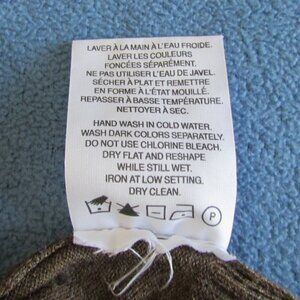 LAVER À LA MAIN À L'EAU FROIDE.
LAVER LES COULEURS
FONCÉES SÉPARÉMENT.
NE PAS UTILISER L'EAU DE JAVEL.
SÉCHER À PLAT ET REMETTRE
EN FORME À L'ÉTAT MOUILLÉ.
REPASSER À BASSE TEMPÉRATURE.
NETTOYER À SEC.
HAND WASH IN COLD WATER.
WASH DARK COLORS SEPARATELY.
DO NOT USE CHLORINE BLEACH.
DRY FLAT AND RESHAPE
WHILE STILL WET.
IRON AT LOW SETTING.
DRY CLEAN.
P